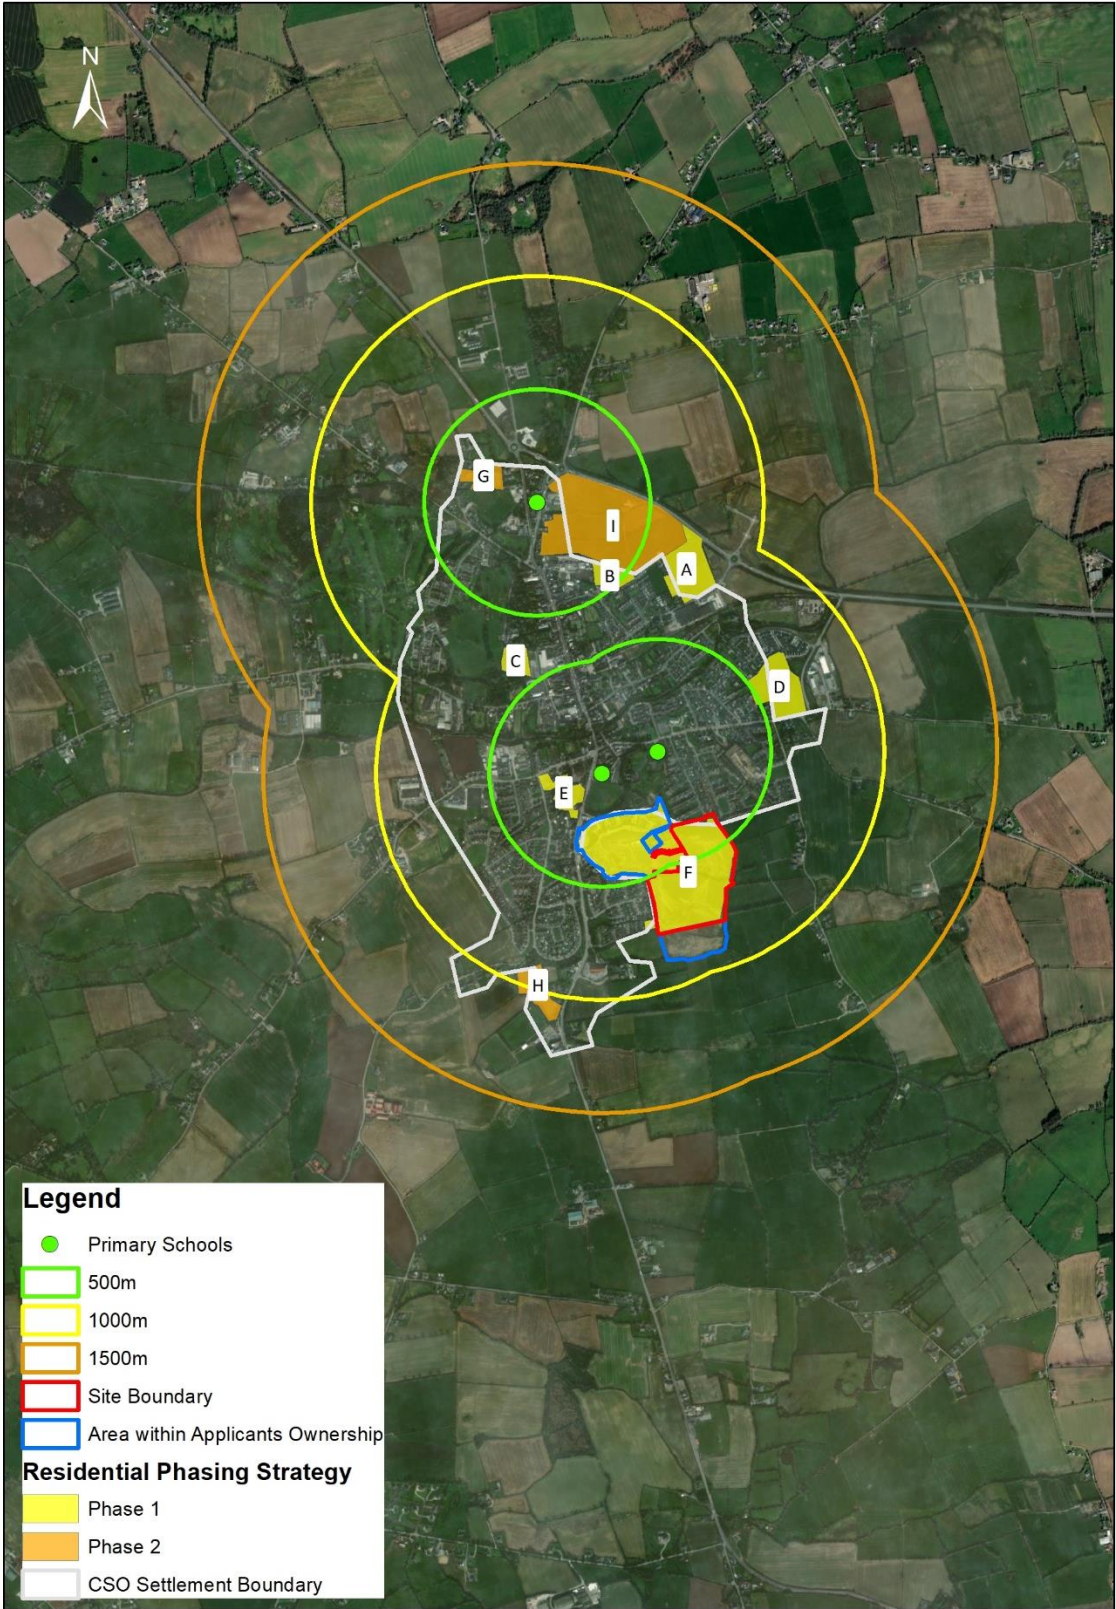 N
G
I
A
B
C
D
E
F
H
Legend
Primary Schools
500m
1000m
1500m
Site Boundary
Area within Applicants Ownership
Residential Phasing Strategy
Phase 1
Phase 2
CSO Settlement Boundary